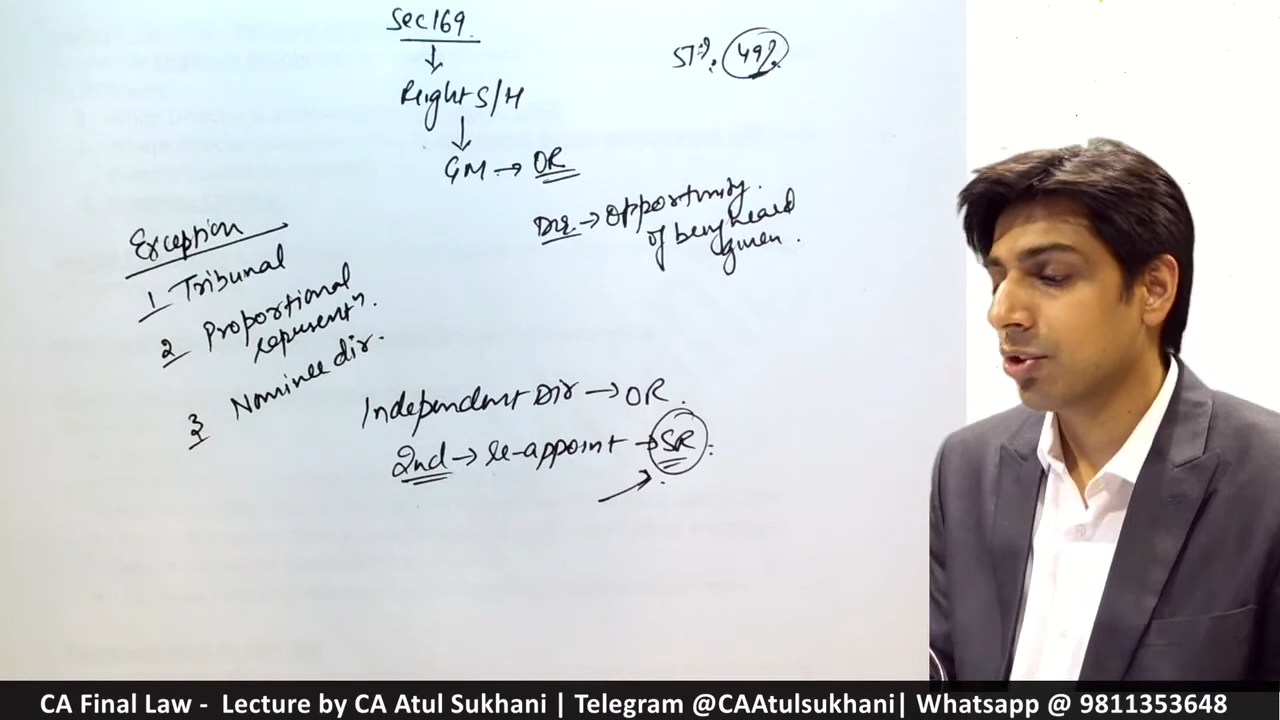 Sec 169.
Right S/H
GM → OR
51% : 49%
Dir → Opportunity.
of being heard
given.
Exception
1 Tribunal
2 Proportional
represent^n.
3 Nominee dir.
Independent Dir → OR.
2nd → re-appoint → SR
CA Final Law - Lecture by CA Atul Sukhani | Telegram @CAAtulsukhani| Whatsapp @ 9811353648